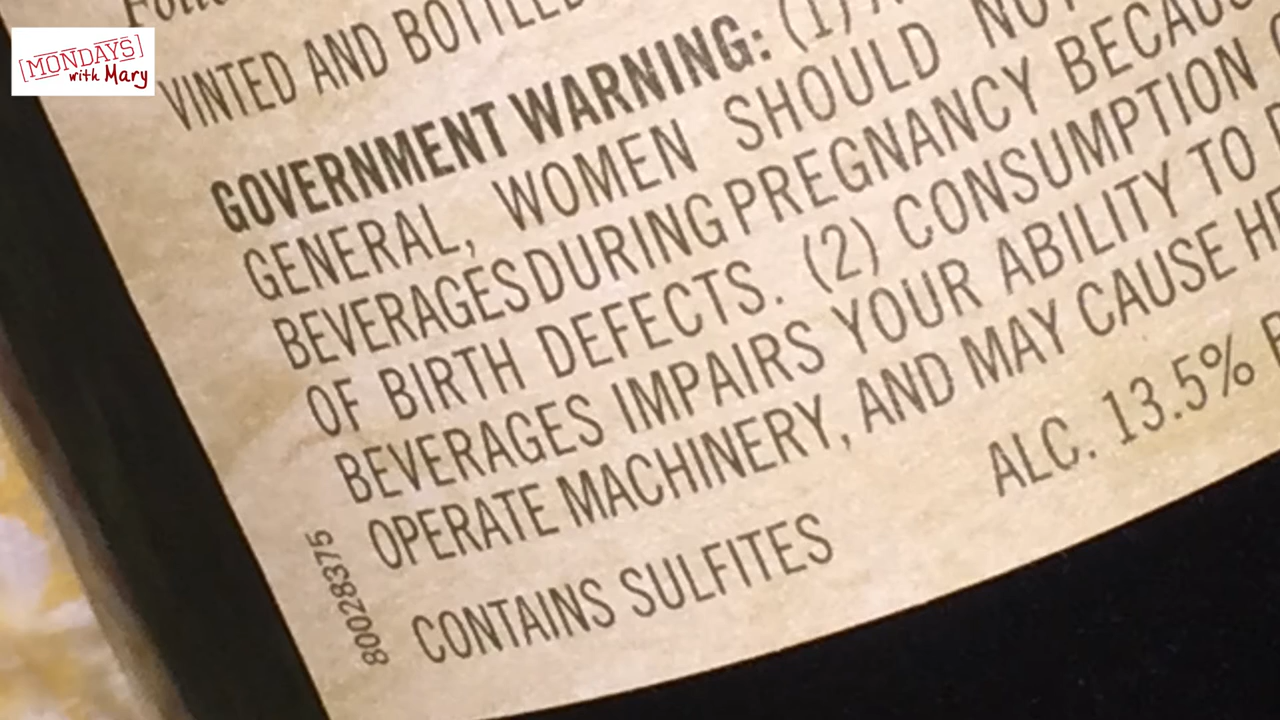 MONDAYS
with Mary
VINTED AND BOTTLED
GOVERNMENT WARNING: (1)
GENERAL, WOMEN SHOULD NOT
BEVERAGES DURING PREGNANCY BECAUS
OF BIRTH DEFECTS. (2) CONSUMPTION
BEVERAGES IMPAIRS YOUR ABILITY TO
OPERATE MACHINERY, AND MAY CAUSE HE
ALC. 13.5%
CONTAINS SULFITES
80028375